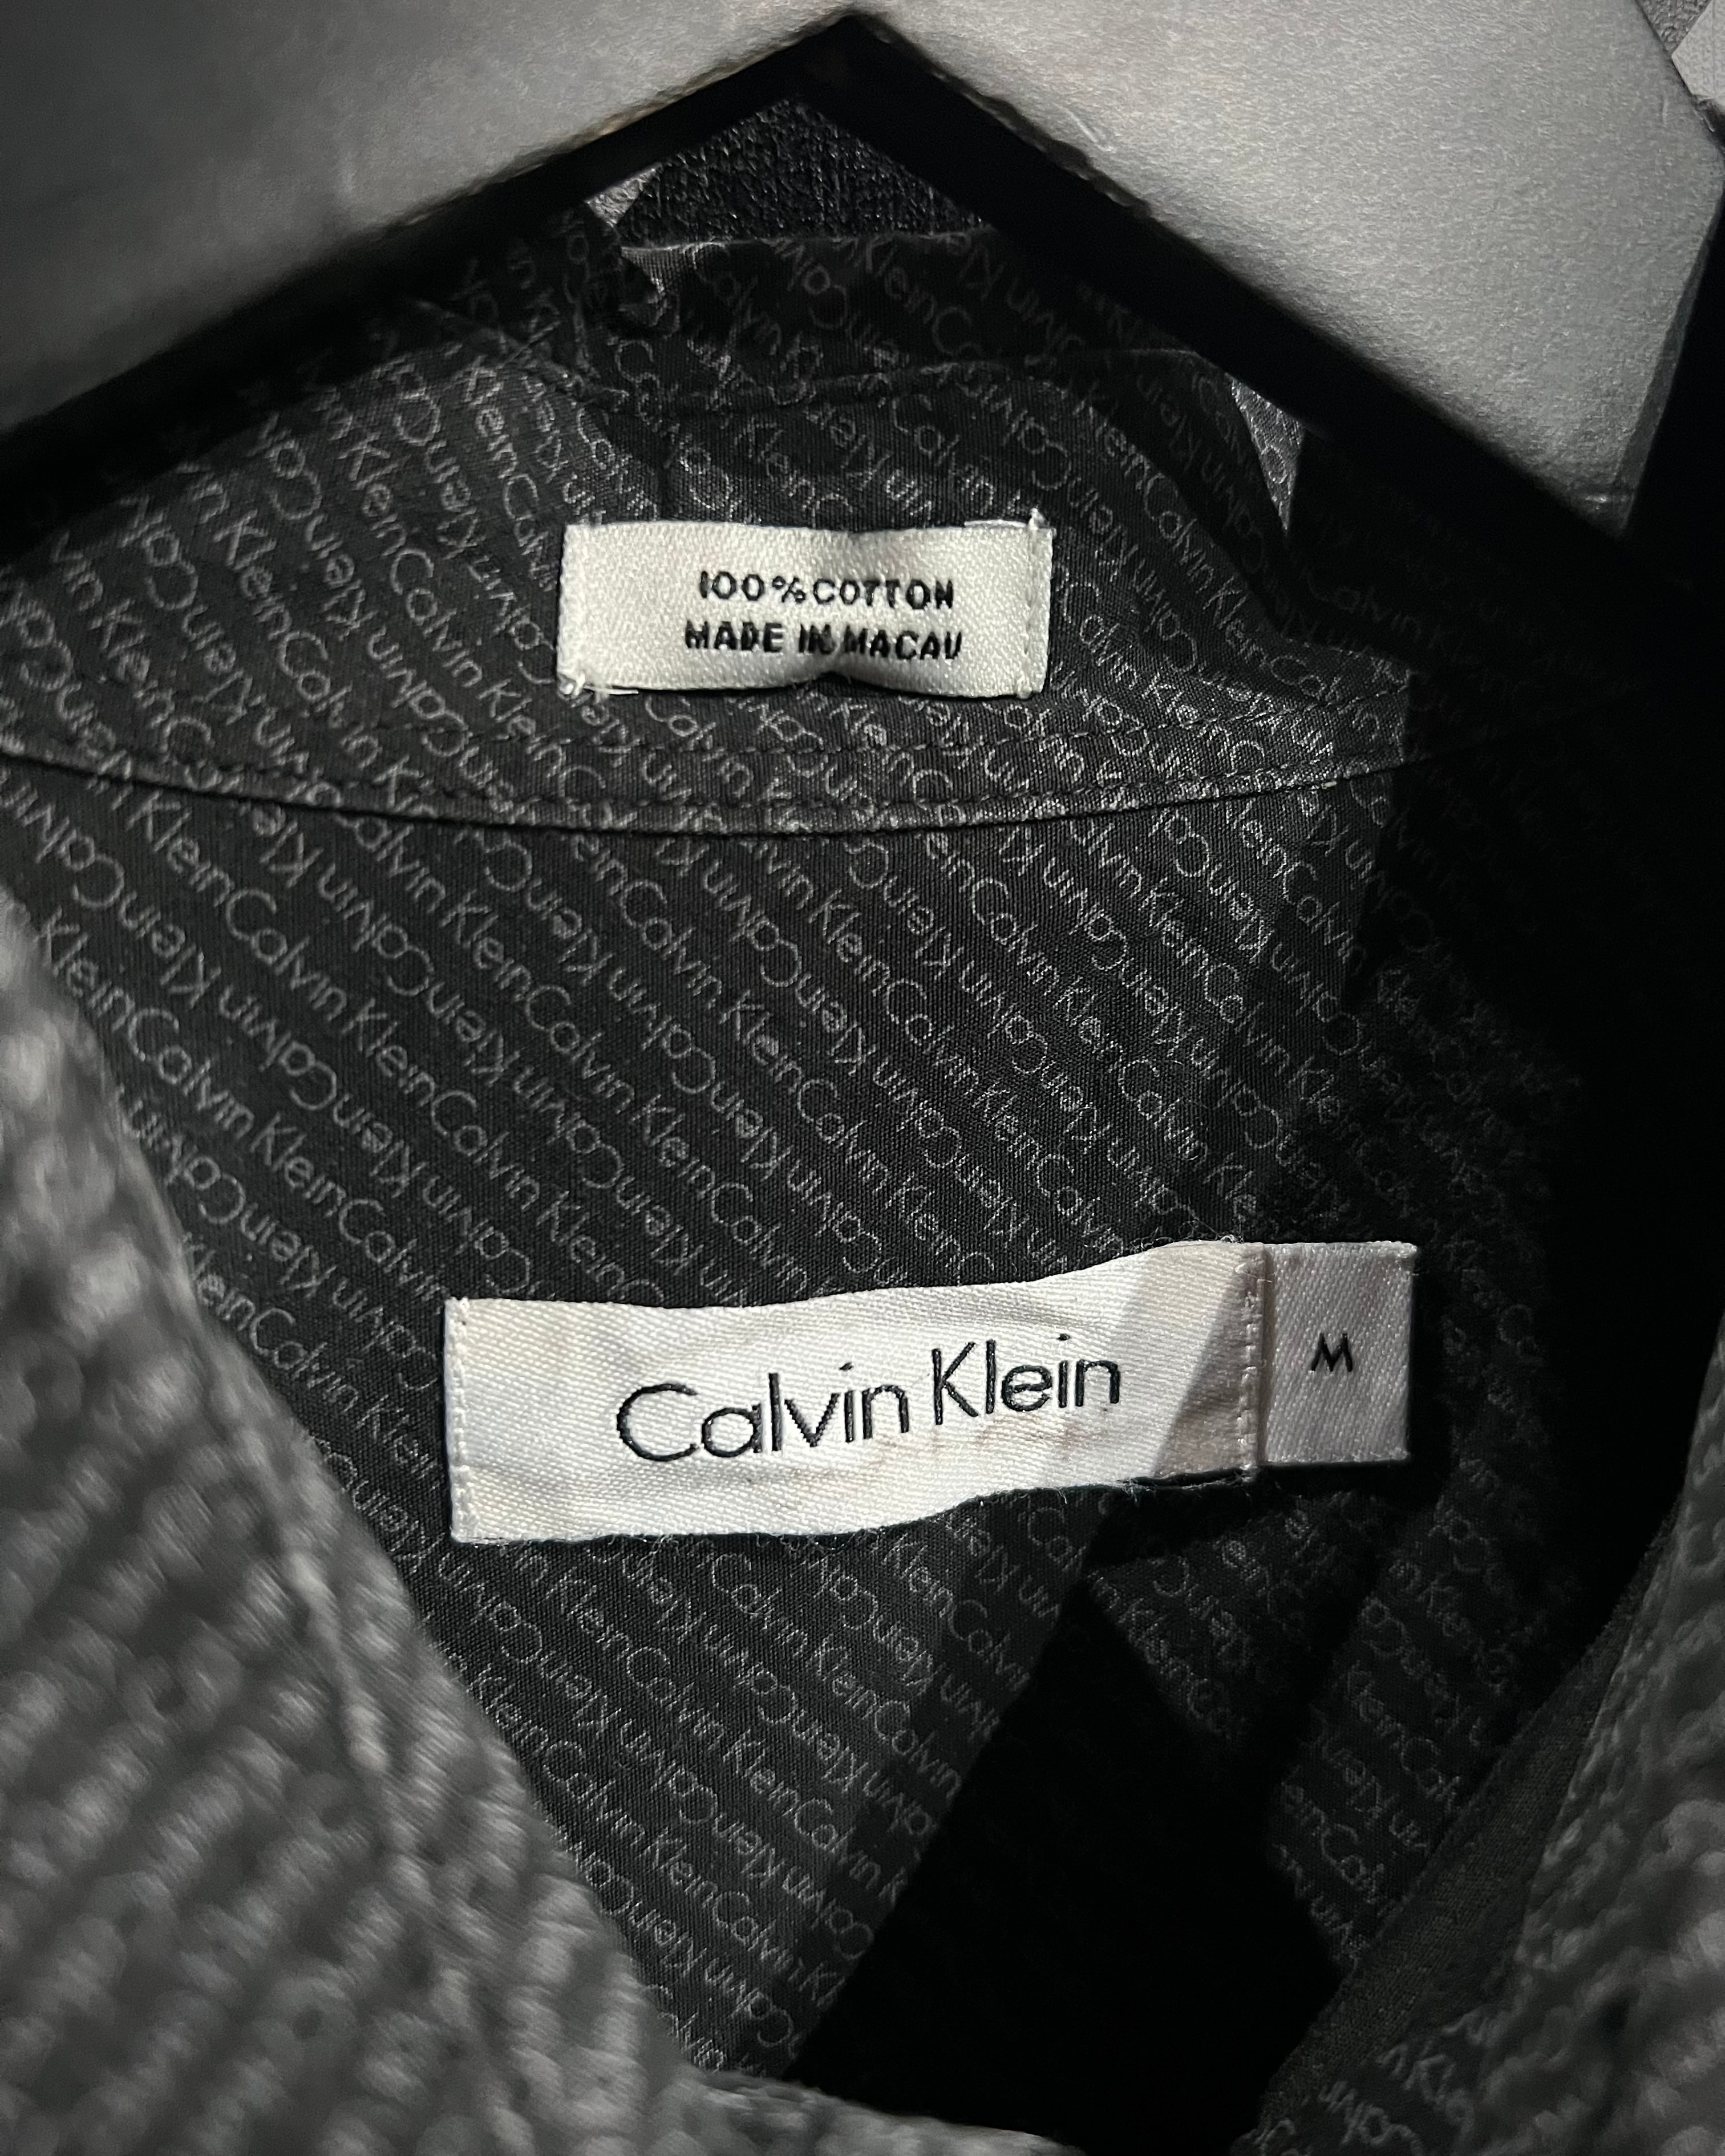 100% COTTON
MADE IN MACAU
Calvin Klein
M